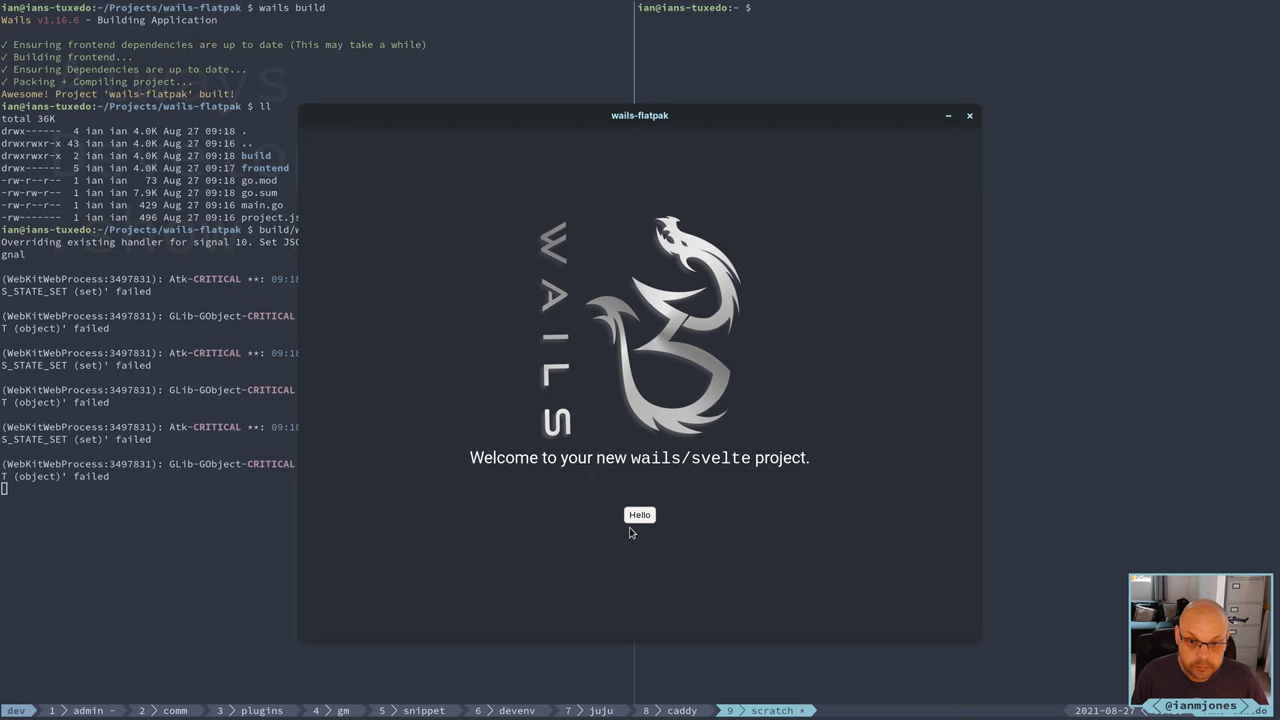 ian@ians-tuxedo:~/Projects/wails-flatpak $ wails build
Wails v1.16.6 - Building Application
✓ Ensuring frontend dependencies are up to date (This may take a while)
✓ Building frontend...
✓ Ensuring Dependencies are up to date...
✓ Packing + Compiling project...
Awesome! Project 'wails-flatpak' built!
ian@ians-tuxedo:~/Projects/wails-flatpak $ ll
total 36K
drwx------  4 ian ian 4.0K Aug 27 09:18 .
drwxrwxr-x 43 ian ian 4.0K Aug 27 09:16 ..
drwxrwxr-x  2 ian ian 4.0K Aug 27 09:18 build
drwx------  5 ian ian 4.0K Aug 27 09:17 frontend
-rw-r--r--  1 ian ian   73 Aug 27 09:18 go.mod
-rw-rw-r--  1 ian ian 7.9K Aug 27 09:18 go.sum
-rw-r--r--  1 ian ian  429 Aug 27 09:16 main.go
-rw-------  1 ian ian  496 Aug 27 09:16 project.js
ian@ians-tuxedo:~/Projects/wails-flatpak $ build/w
Overriding existing handler for signal 10. Set JSC
gnal
(WebKitWebProcess:3497831): Atk-CRITICAL **: 09:18
S_STATE_SET (set)' failed
(WebKitWebProcess:3497831): GLib-GObject-CRITICAL
T (object)' failed
(WebKitWebProcess:3497831): Atk-CRITICAL **: 09:18
S_STATE_SET (set)' failed
(WebKitWebProcess:3497831): GLib-GObject-CRITICAL
T (object)' failed
(WebKitWebProcess:3497831): Atk-CRITICAL **: 09:18
S_STATE_SET (set)' failed
(WebKitWebProcess:3497831): GLib-GObject-CRITICAL
T (object)' failed
ian@ians-tuxedo:~ $
wails-flatpak
WAILS
Welcome to your new wails/svelte project.
Hello
@ianmjones
dev 1 admin - 2 comm 3 plugins 4 gm 5 snippet 6 devenv 7 juju 8 caddy 9 scratch * 2021-08-27